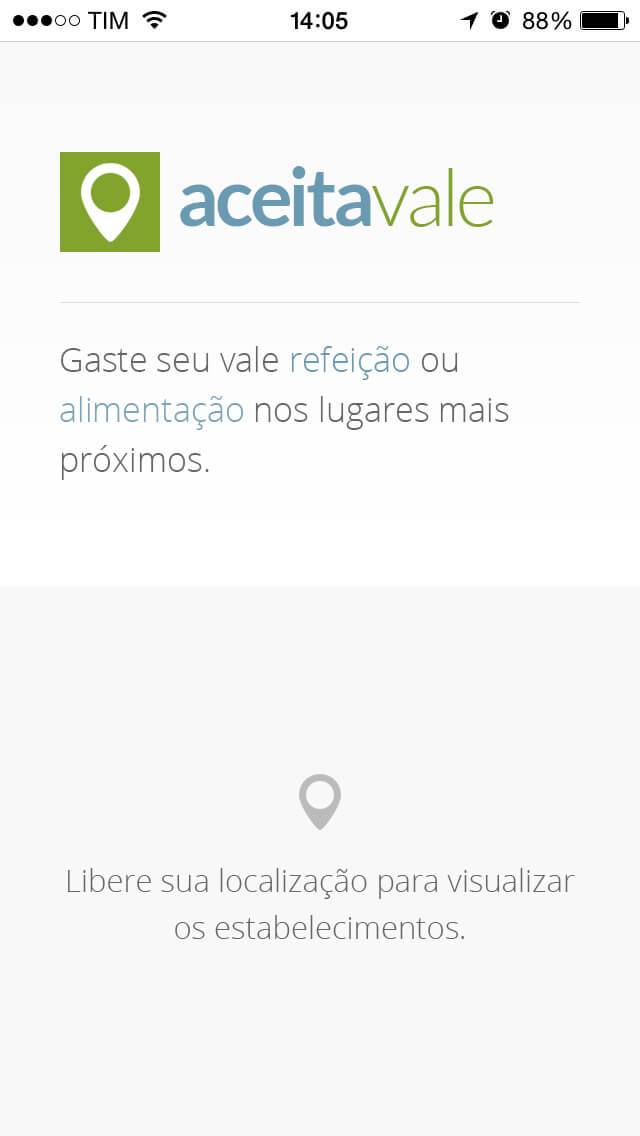 TIM 14:05 88%
aceitavale
Gaste seu vale refeição ou
alimentação nos lugares mais
próximos.
Libere sua localização para visualizar
os estabelecimentos.